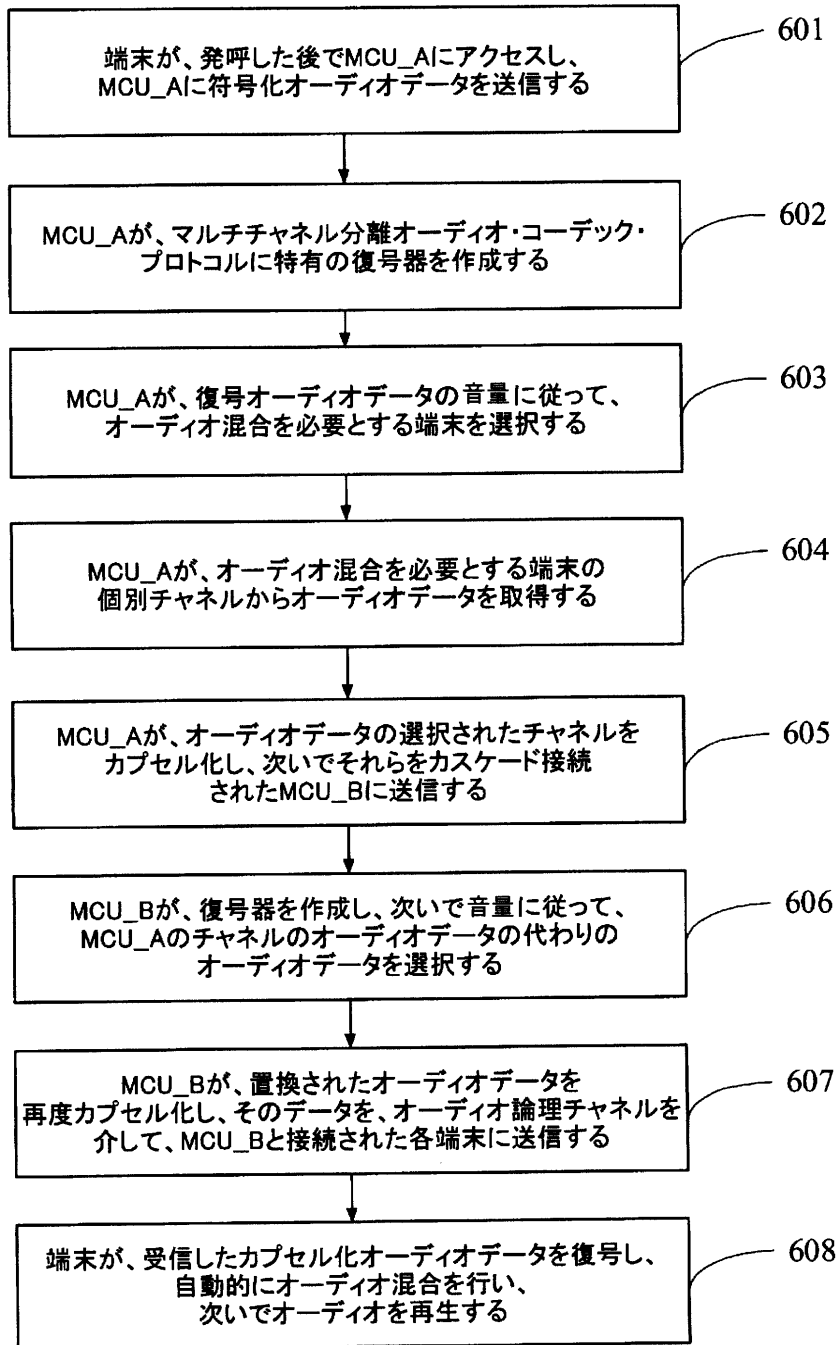 端末が、発呼した後でMCU_Aにアクセスし、
MCU_Aに符号化オーディオデータを送信する
601
MCU_Aが、マルチチャネル分離オーディオ・コーデック・
プロトコルに特有の復号器を作成する
602
MCU_Aが、復号オーディオデータの音量に従って、
オーディオ混合を必要とする端末を選択する
603
MCU_Aが、オーディオ混合を必要とする端末の
個別チャネルからオーディオデータを取得する
604
MCU_Aが、オーディオデータの選択されたチャネルを
カプセル化し、次いでそれらをカスケード接続
されたMCU_Bに送信する
605
MCU_Bが、復号器を作成し、次いで音量に従って、
MCU_Aのチャネルのオーディオデータの代わりの
オーディオデータを選択する
606
MCU_Bが、置換されたオーディオデータを
再度カプセル化し、そのデータを、オーディオ論理チャネルを
介して、MCU_Bと接続された各端末に送信する
607
端末が、受信したカプセル化オーディオデータを復号し、
自動的にオーディオ混合を行い、
次いでオーディオを再生する
608